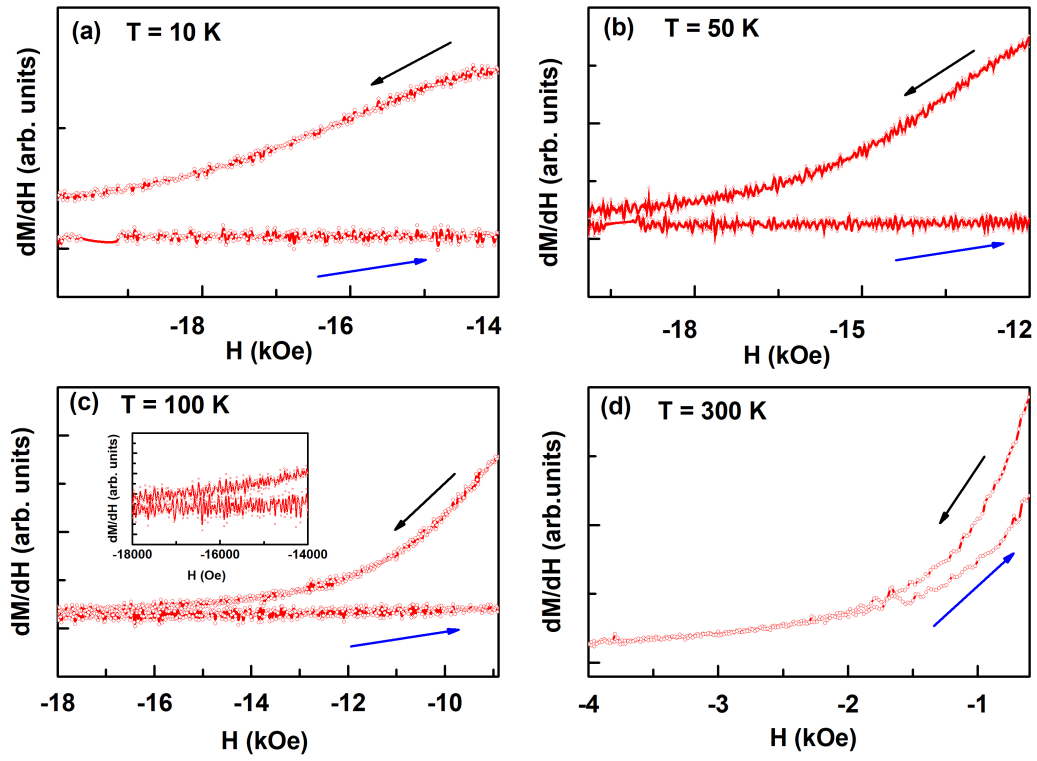 (a) T = 10 K
dM/dH (arb. units)
-18 -16 -14
H (kOe)
(b) T = 50 K
dM/dH (arb. units)
-18 -15 -12
H (kOe)
(c) T = 100 K
dM/dH (arb. units)
dM/dH (arb. units)
-18000 -16000 -14000
H (Oe)
-18 -16 -14 -12 -10
H (kOe)
(d) T = 300 K
dM/dH (arb.units)
-4 -3 -2 -1
H (kOe)